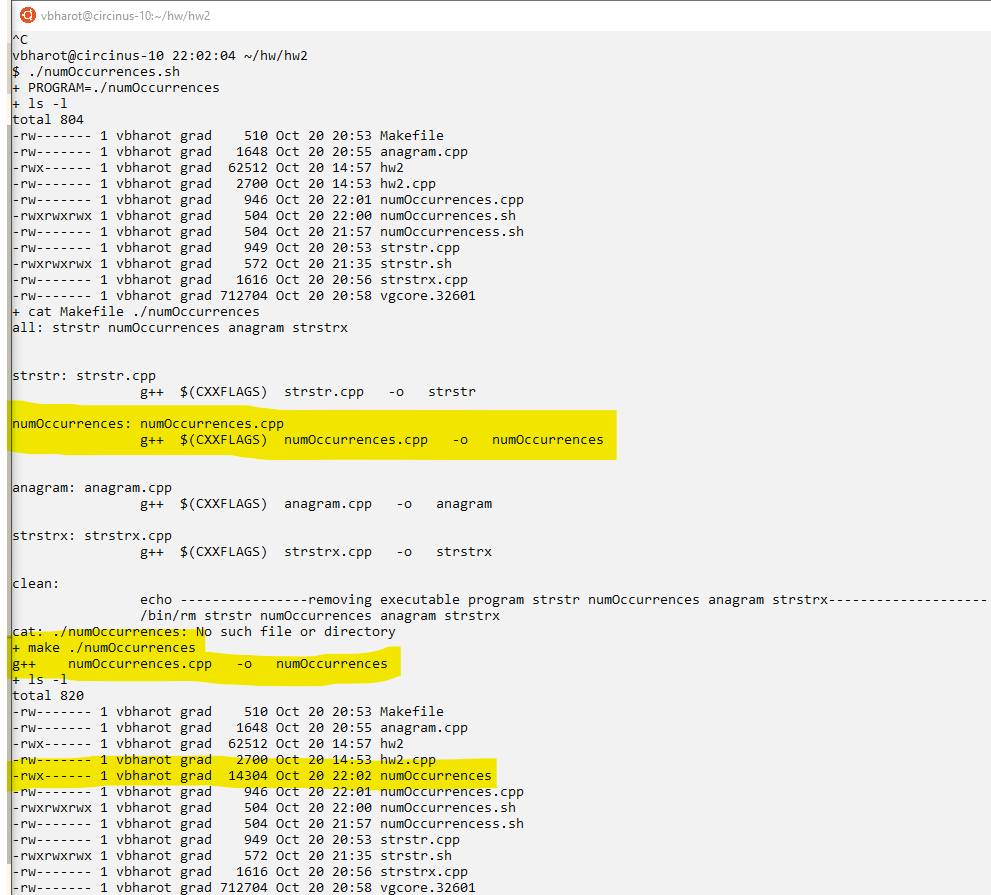 vbharot@circinus-10:~/hw/hw2
^C
vbharot@circinus-10 22:02:04 ~/hw/hw2
$ ./numOccurrences.sh
+ PROGRAM=./numOccurrences
+ ls -l
total 804
-rw------- 1 vbharot grad    510 Oct 20 20:53 Makefile
-rw------- 1 vbharot grad   1648 Oct 20 20:55 anagram.cpp
-rwx------ 1 vbharot grad  62512 Oct 20 14:57 hw2
-rw------- 1 vbharot grad   2700 Oct 20 14:53 hw2.cpp
-rw------- 1 vbharot grad    946 Oct 20 22:01 numOccurrences.cpp
-rwxrwxrwx 1 vbharot grad    504 Oct 20 22:00 numOccurrences.sh
-rw------- 1 vbharot grad    504 Oct 20 21:57 numOccurrencess.sh
-rw------- 1 vbharot grad    949 Oct 20 20:53 strstr.cpp
-rwxrwxrwx 1 vbharot grad    572 Oct 20 21:35 strstr.sh
-rw------- 1 vbharot grad   1616 Oct 20 20:56 strstrx.cpp
-rw------- 1 vbharot grad 712704 Oct 20 20:58 vgcore.32601
+ cat Makefile ./numOccurrences
all: strstr numOccurrences anagram strstrx
strstr: strstr.cpp
                g++  $(CXXFLAGS)  strstr.cpp   -o   strstr
numOccurrences: numOccurrences.cpp
                g++  $(CXXFLAGS)  numOccurrences.cpp   -o   numOccurrences
anagram: anagram.cpp
                g++  $(CXXFLAGS)  anagram.cpp   -o   anagram
strstrx: strstrx.cpp
                g++  $(CXXFLAGS)  strstrx.cpp   -o   strstrx
clean:
                echo ----------------removing executable program strstr numOccurrences anagram strstrx--------------------
                /bin/rm strstr numOccurrences anagram strstrx
cat: ./numOccurrences: No such file or directory
+ make ./numOccurrences
g++    numOccurrences.cpp   -o   numOccurrences
+ ls -l
total 820
-rw------- 1 vbharot grad    510 Oct 20 20:53 Makefile
-rw------- 1 vbharot grad   1648 Oct 20 20:55 anagram.cpp
-rwx------ 1 vbharot grad  62512 Oct 20 14:57 hw2
-rw------- 1 vbharot grad   2700 Oct 20 14:53 hw2.cpp
-rwx------ 1 vbharot grad  14304 Oct 20 22:02 numOccurrences
-rw------- 1 vbharot grad    946 Oct 20 22:01 numOccurrences.cpp
-rwxrwxrwx 1 vbharot grad    504 Oct 20 22:00 numOccurrences.sh
-rw------- 1 vbharot grad    504 Oct 20 21:57 numOccurrencess.sh
-rw------- 1 vbharot grad    949 Oct 20 20:53 strstr.cpp
-rwxrwxrwx 1 vbharot grad    572 Oct 20 21:35 strstr.sh
-rw------- 1 vbharot grad   1616 Oct 20 20:56 strstrx.cpp
-rw------- 1 vbharot grad 712704 Oct 20 20:58 vgcore.32601